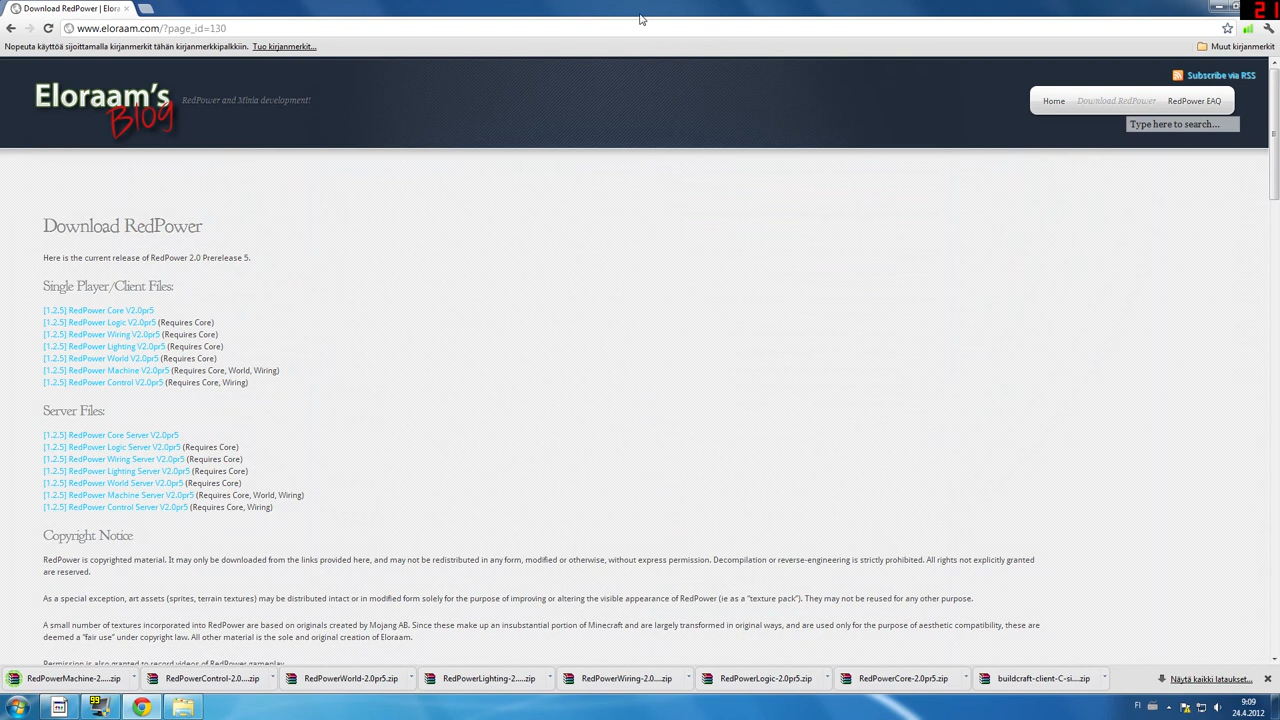 Download RedPower | Elora
21
www.eloraam.com/?page_id=130
Nopeuta käyttöä sijoittamalla kirjanmerkit tähän kirjanmerkkipalkkiin. Tuo kirjanmerkit...
Muut kirjanmerkit
Subscribe via RSS
Eloraam's Blog
RedPower and Minia development!
Home Download RedPower RedPower EAQ
Type here to search...
Download RedPower
Here is the current release of RedPower 2.0 Prerelease 5.
Single Player/Client Files:
[1.2.5] RedPower Core V2.0pr5
[1.2.5] RedPower Logic V2.0pr5 (Requires Core)
[1.2.5] RedPower Wiring V2.0pr5 (Requires Core)
[1.2.5] RedPower Lighting V2.0pr5 (Requires Core)
[1.2.5] RedPower World V2.0pr5 (Requires Core)
[1.2.5] RedPower Machine V2.0pr5 (Requires Core, World, Wiring)
[1.2.5] RedPower Control V2.0pr5 (Requires Core, Wiring)
Server Files:
[1.2.5] RedPower Core Server V2.0pr5
[1.2.5] RedPower Logic Server V2.0pr5 (Requires Core)
[1.2.5] RedPower Wiring Server V2.0pr5 (Requires Core)
[1.2.5] RedPower Lighting Server V2.0pr5 (Requires Core)
[1.2.5] RedPower World Server V2.0pr5 (Requires Core)
[1.2.5] RedPower Machine Server V2.0pr5 (Requires Core, World, Wiring)
[1.2.5] RedPower Control Server V2.0pr5 (Requires Core, Wiring)
Copyright Notice
RedPower is copyrighted material. It may only be downloaded from the links provided here, and may not be redistributed in any form, modified or otherwise, without express permission. Decompilation or reverse-engineering is strictly prohibited. All rights not explicitly granted
are reserved.
As a special exception, art assets (sprites, terrain textures) may be distributed intact or in modified form solely for the purpose of improving or altering the visible appearance of RedPower (ie as a "texture pack"). They may not be reused for any other purpose.
A small number of textures incorporated into RedPower are based on originals created by Mojang AB. Since these make up an insubstantial portion of Minecraft and are largely transformed in original ways, and are used only for the purpose of aesthetic compatibility, these are
deemed a "fair use" under copyright law. All other material is the sole and original creation of Eloraam.
Permission is also granted to record videos of RedPower gameplay
RedPowerMachine-2.....zip RedPowerControl-2.0....zip RedPowerWorld-2.0pr5.zip RedPowerLighting-2....zip RedPowerWiring-2.0....zip RedPowerLogic-2.0pr5.zip RedPowerCore-2.0pr5.zip buildcraft-client-C-si....zip Näytä kaikki lataukset...
FI 9:09
24.4.2012